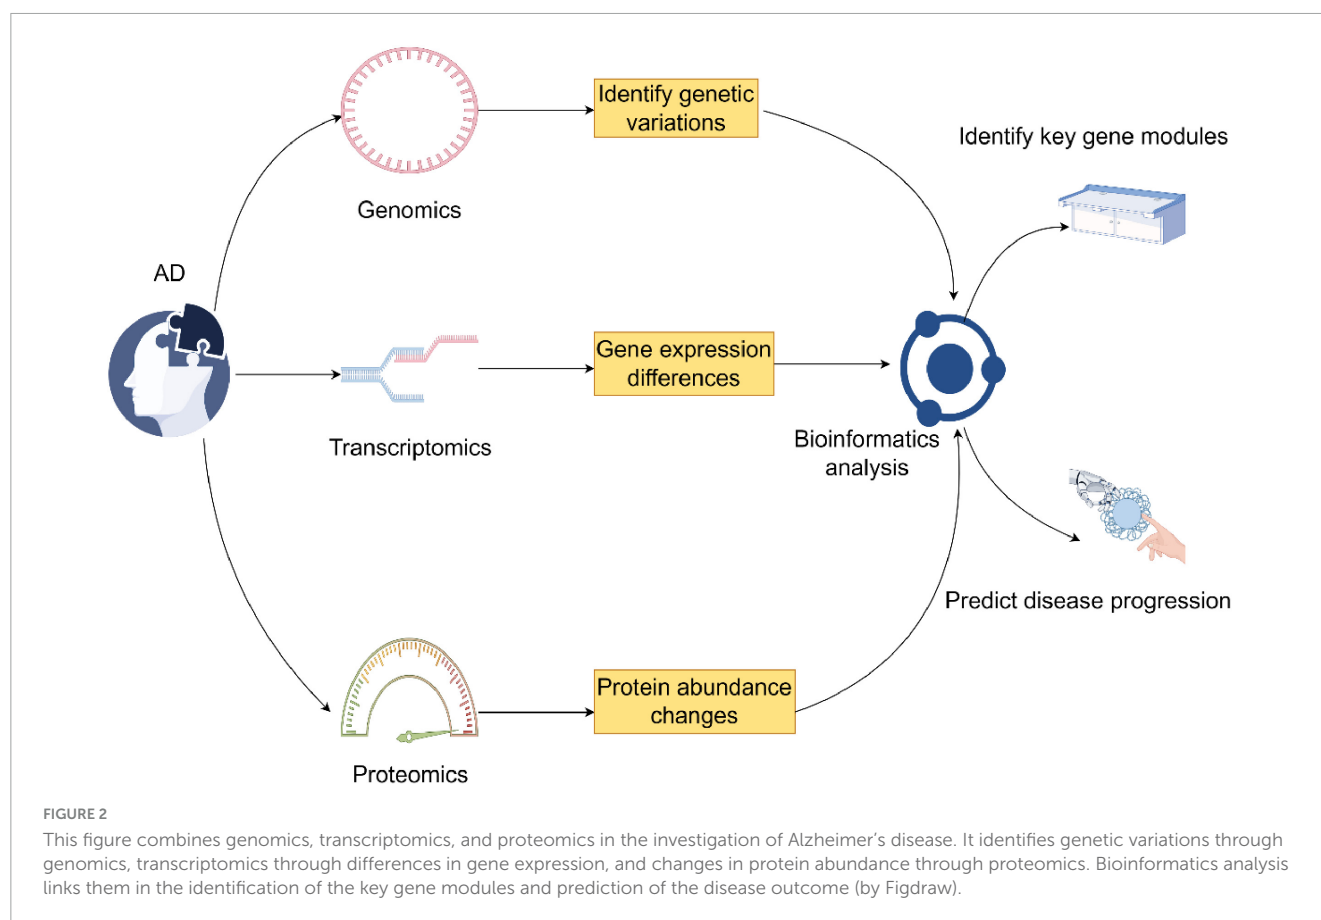 Identify genetic
variations
Identify key gene modules
Genomics
AD
Gene expression
differences
Transcriptomics
Bioinformatics
analysis
Predict disease progression
Protein abundance
changes
Proteomics
FIGURE 2
This figure combines genomics, transcriptomics, and proteomics in the investigation of Alzheimer's disease. It identifies genetic variations through
genomics, transcriptomics through differences in gene expression, and changes in protein abundance through proteomics. Bioinformatics analysis
links them in the identification of the key gene modules and prediction of the disease outcome (by Figdraw).